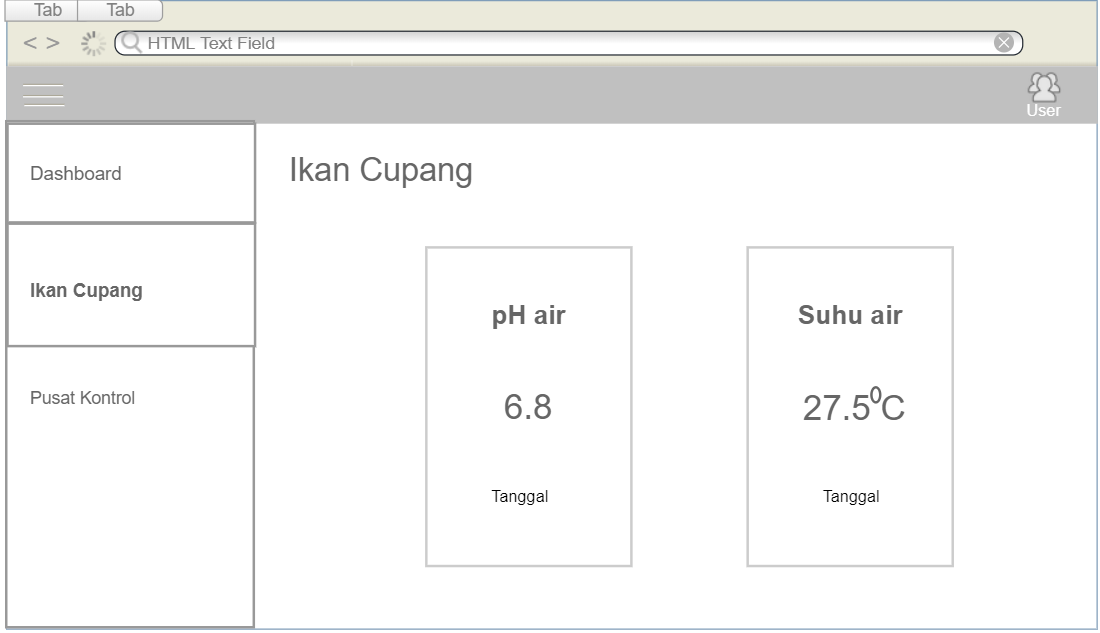 Tab
Tab
< >
HTML Text Field
User
Dashboard
Ikan Cupang
Pusat Kontrol
Ikan Cupang
pH air
6.8
Tanggal
Suhu air
27.5⁰C
Tanggal